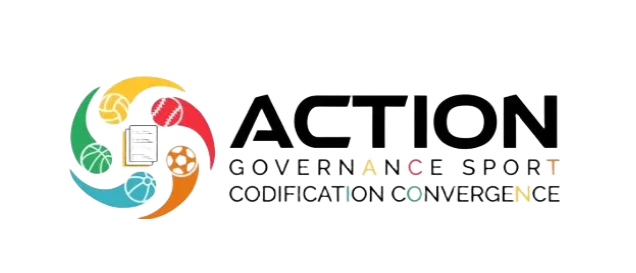 ACTION
GOVERNANCE SPORT
CODIFICATION CONVERGENCE